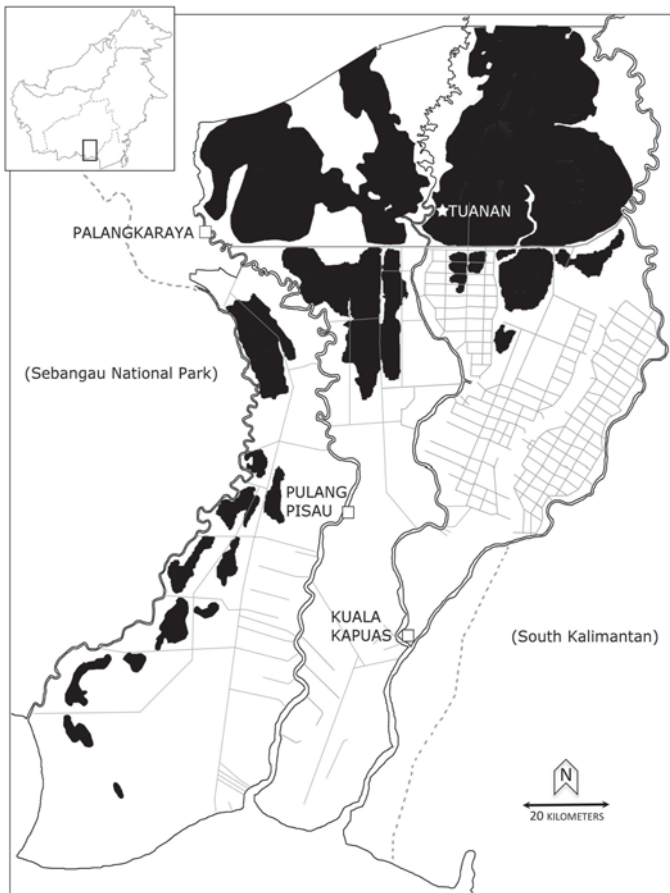 TUANAN
PALANGKARAYA
(Sebangau National Park)
PULANG
PISAU
KUALA
KAPUAS
(South Kalimantan)
N
20 KILOMETERS